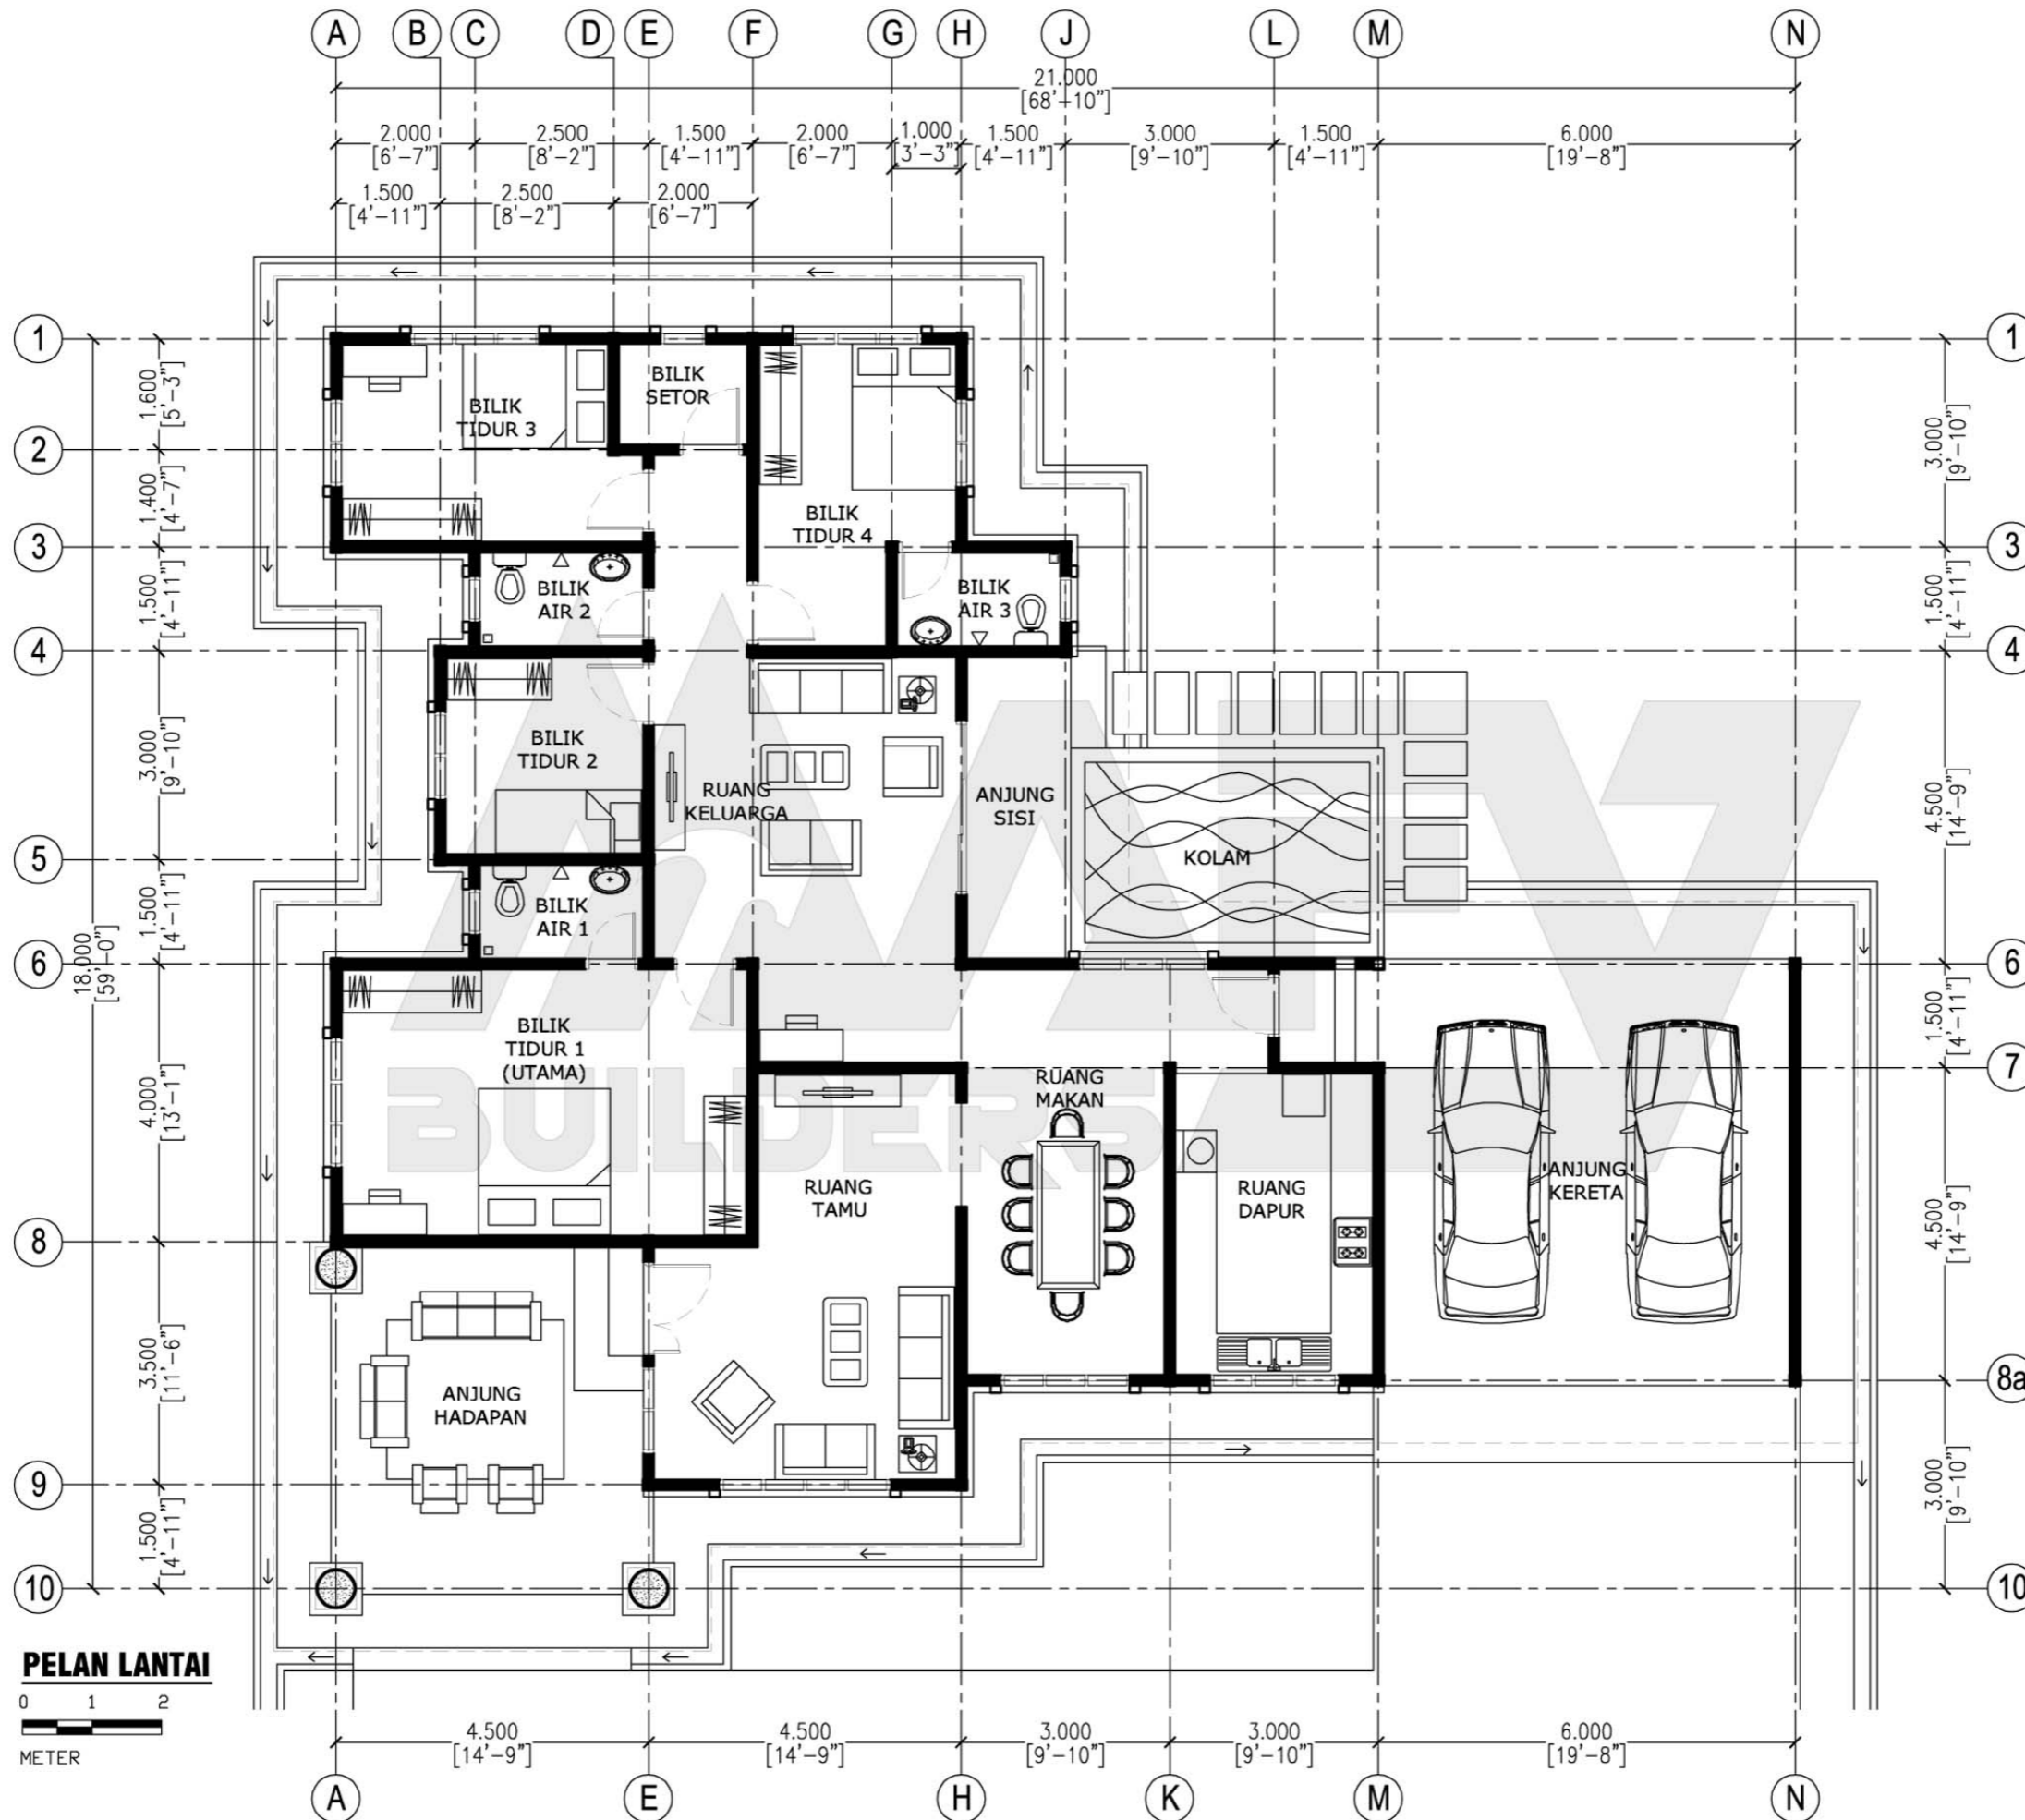 A B C D E F G H J L M N
21.000
[68'-10"]
2.000 2.500 1.500 2.000 1.000 1.500 3.000 1.500 6.000
[6'-7"] [8'-2"] [4'-11"] [6'-7"] [3'-3"] [4'-11"] [9'-10"] [4'-11"] [19'-8"]
1.500 2.500 2.000
[4'-11"] [8'-2"] [6'-7"]
1 1
1.600
[5'-3"]
3.000
[9'-10"]
BILIK
SETOR
BILIK
TIDUR 3
2
1.400
[4'-7"]
BILIK
TIDUR 4
3 3
1.500
[4'-11"]
1.500
[4'-11"]
BILIK
AIR 2
BILIK
AIR 3
4 4
3.000
[9'-10"]
4.500
[14'-9"]
BILIK
TIDUR 2
RUANG
KELUARGA
ANJUNG
SISI
KOLAM
5
1.500
[4'-11"]
BILIK
AIR 1
18.000
[59'-0"]
6 6
1.500
[4'-11"]
BILIK
TIDUR 1
(UTAMA)
7
4.000
[13'-1"]
RUANG
MAKAN
MAEV
BUILDERS
4.500
[14'-9"]
RUANG
TAMU
RUANG
DAPUR
ANJUNG
KERETA
8
3.500
[11'-6"]
ANJUNG
HADAPAN
8a
9
3.000
[9'-10"]
1.500
[4'-11"]
10 10
PELAN LANTAI
0 1 2
METER
4.500 4.500 3.000 3.000 6.000
[14'-9"] [14'-9"] [9'-10"] [9'-10"] [19'-8"]
A E H K M N